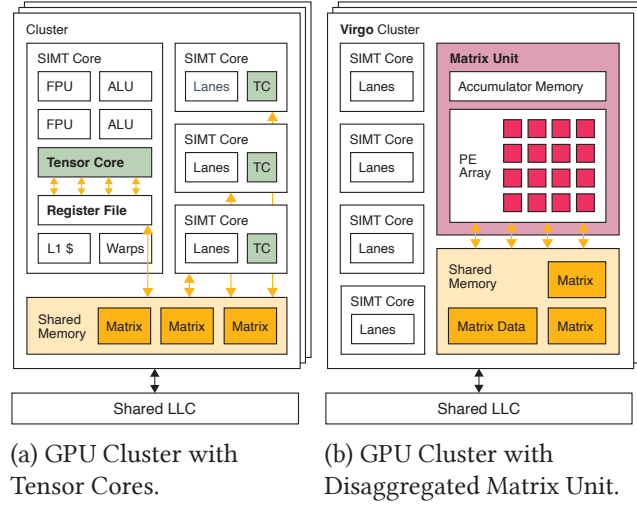 Cluster
SIMT Core
FPU
ALU
FPU
ALU
Tensor Core
Register File
L1 $
Warps
SIMT Core
Lanes
TC
SIMT Core
Lanes
TC
SIMT Core
Lanes
TC
Shared
Memory
Matrix
Matrix
Matrix
Shared LLC
(a) GPU Cluster with
Tensor Cores.
Virgo Cluster
SIMT Core
Lanes
SIMT Core
Lanes
SIMT Core
Lanes
SIMT Core
Lanes
Matrix Unit
Accumulator Memory
PE
Array
Shared
Memory
Matrix
Matrix Data
Matrix
Shared LLC
(b) GPU Cluster with
Disaggregated Matrix Unit.